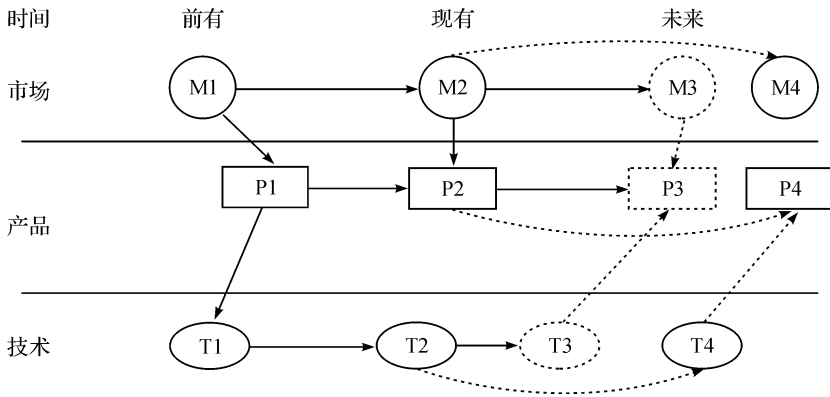 时间 前有 现有 未来
市场 M1 M2 M3 M4
产品 P1 P2 P3 P4
技术 T1 T2 T3 T4